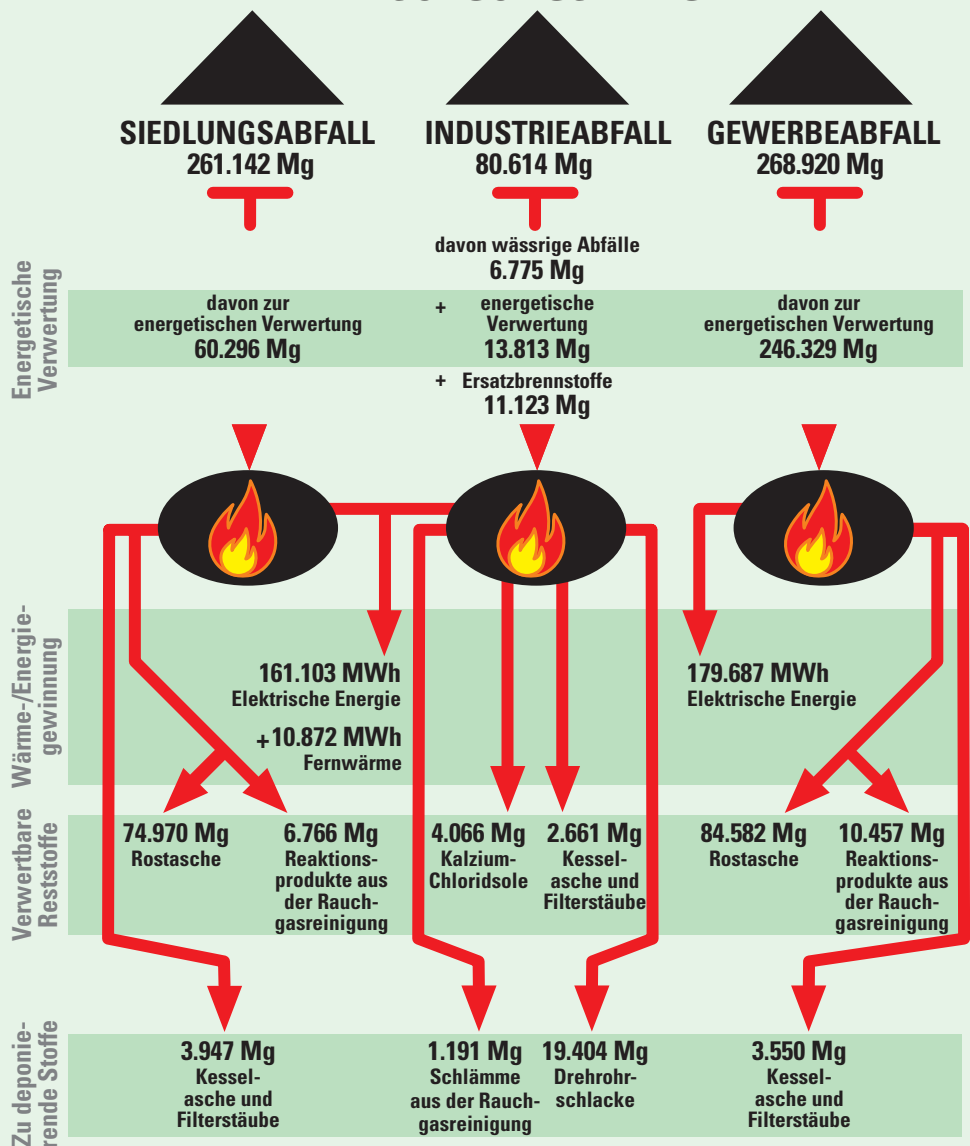 SIEDLUNGSABFALL
261.142 Mg
INDUSTRIEABFALL
80.614 Mg
GEWERBEABFALL
268.920 Mg
davon wässrige Abfälle
6.775 Mg
Energetische
Verwertung
davon zur
energetischen Verwertung
60.296 Mg
+ energetische
Verwertung
13.813 Mg
davon zur
energetischen Verwertung
246.329 Mg
+ Ersatzbrennstoffe
11.123 Mg
Wärme-/Energie-
gewinnung
161.103 MWh
Elektrische Energie
+10.872 MWh
Fernwärme
179.687 MWh
Elektrische Energie
Verwertbare
Reststoffe
74.970 Mg
Rostasche
6.766 Mg
Reaktions-
produkte aus
der Rauch-
gasreinigung
4.066 Mg
Kalzium-
Chloridsole
2.661 Mg
Kessel-
asche und
Filterstäube
84.582 Mg
Rostasche
10.457 Mg
Reaktions-
produkte aus
der Rauch-
gasreinigung
Zu deponie-
rende Stoffe
3.947 Mg
Kessel-
asche und
Filterstäube
1.191 Mg
Schlämme
aus der Rauch-
gasreinigung
19.404 Mg
Drehrohr-
schlacke
3.550 Mg
Kessel-
asche und
Filterstäube